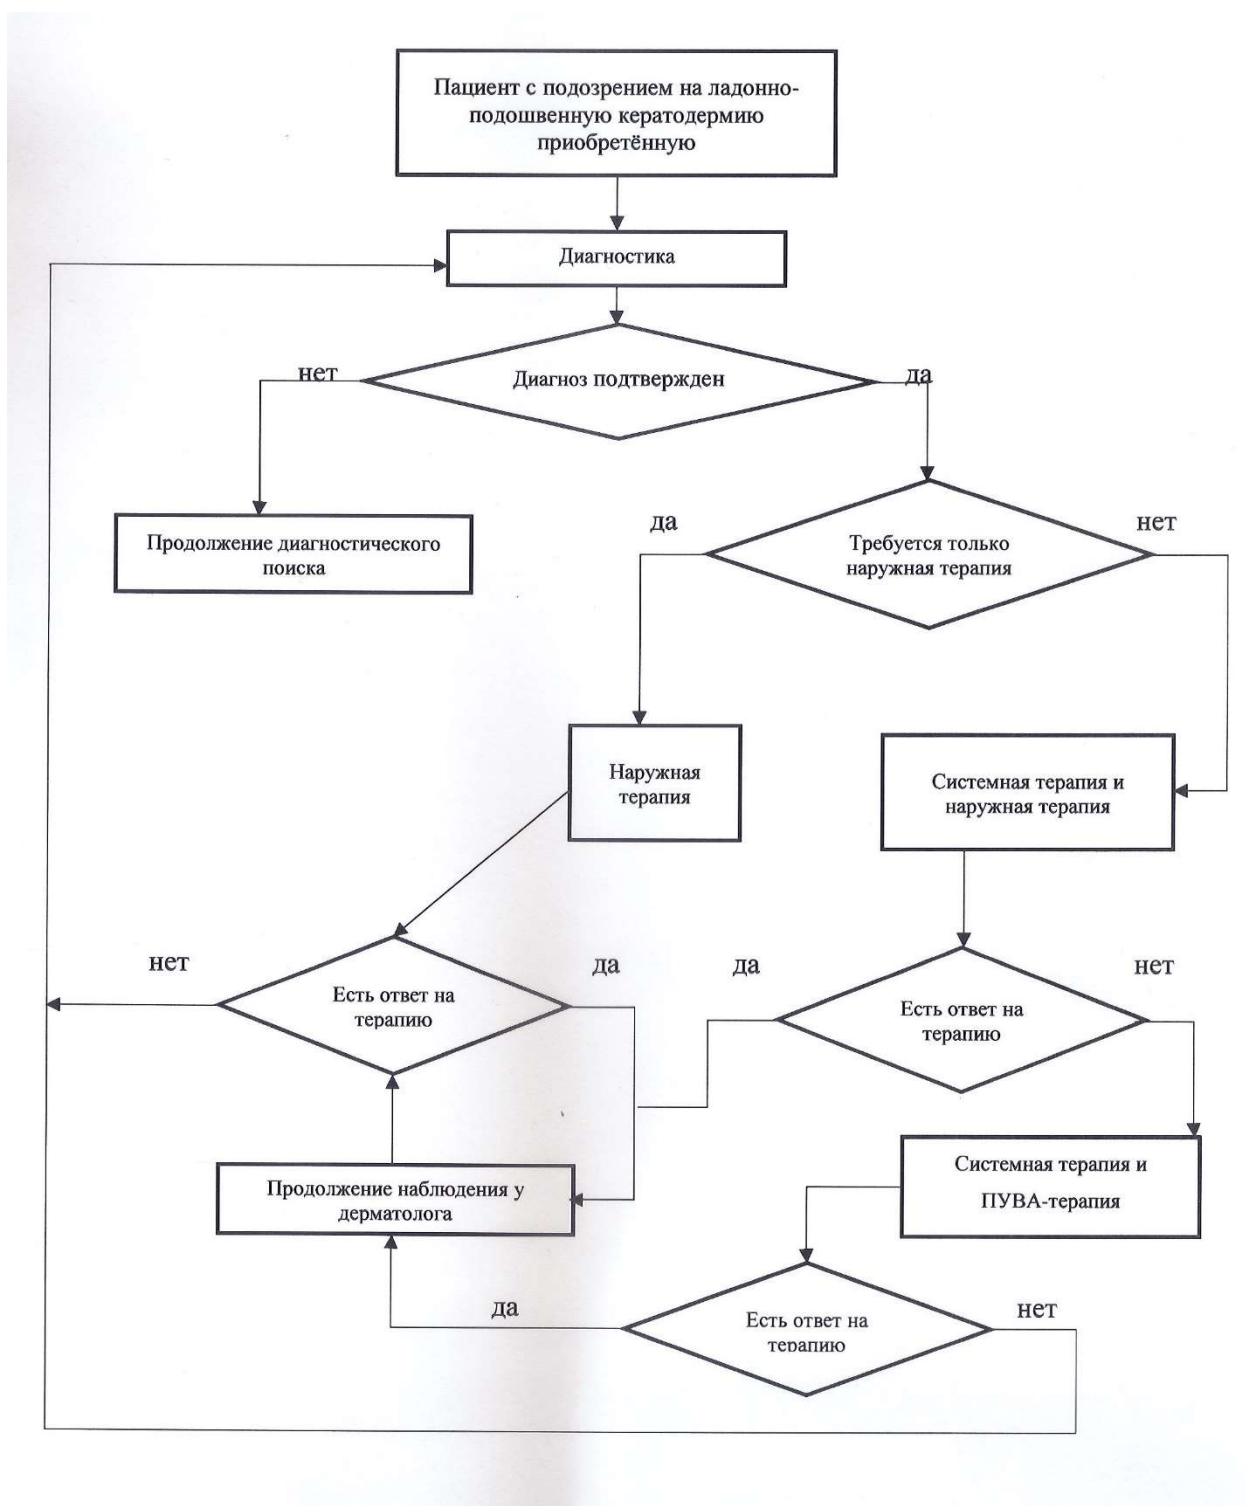 Пациент с подозрением на ладонно-
подошвенную кератодермию
приобретённую
Диагностика
нет
Диагноз подтвержден
да
Продолжение диагностического
поиска
да
Требуется только
наружная терапия
нет
Наружная
терапия
Системная терапия и
наружная терапия
нет
Есть ответ на
терапию
да
да
Есть ответ на
терапию
нет
Продолжение наблюдения у
дерматолога
Системная терапия и
ПУВА-терапия
да
Есть ответ на
терапию
нет